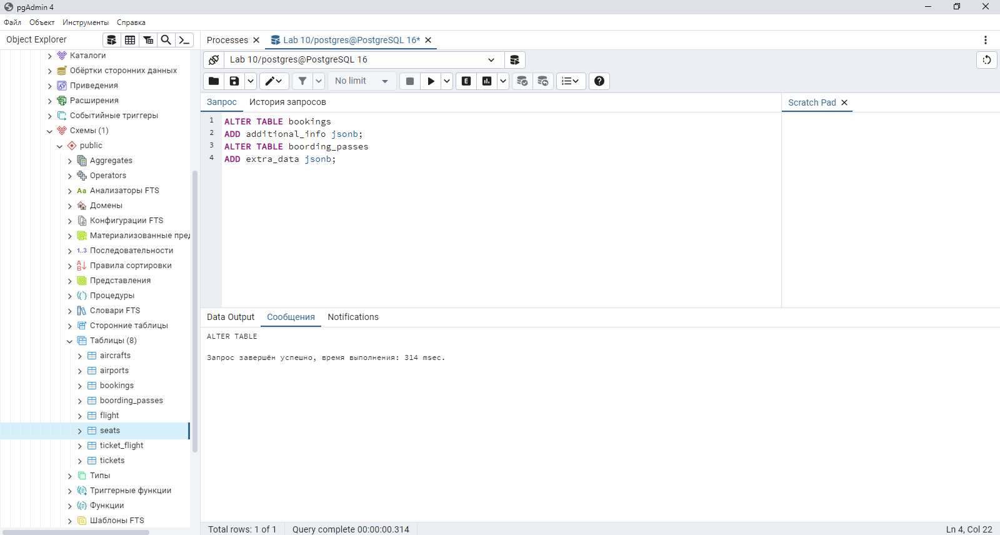 pgAdmin 4
Файл Объект Инструменты Справка
Object Explorer
Каталоги
Обёртки сторонних данных
Приведения
Расширения
Событийные триггеры
Схемы (1)
public
Aggregates
Operators
Aa Анализаторы FTS
Домены
Конфигурации FTS
Материализованные пред
1..3 Последовательности
Правила сортировки
Представления
Процедуры
Словари FTS
Сторонние таблицы
Таблицы (8)
aircrafts
airports
bookings
boording_passes
flight
seats
ticket_flight
tickets
Типы
Триггерные функции
Функции
Шаблоны FTS
Processes
Lab 10/postgres@PostgreSQL 16*
Lab 10/postgres@PostgreSQL 16
No limit
E
Запрос История запросов
Scratch Pad
1 ALTER TABLE bookings
2 ADD additional_info jsonb;
3 ALTER TABLE boording_passes
4 ADD extra_data jsonb;
Data Output Сообщения Notifications
ALTER TABLE
Запрос завершён успешно, время выполнения: 314 msec.
Total rows: 1 of 1 Query complete 00:00:00.314 Ln 4, Col 22